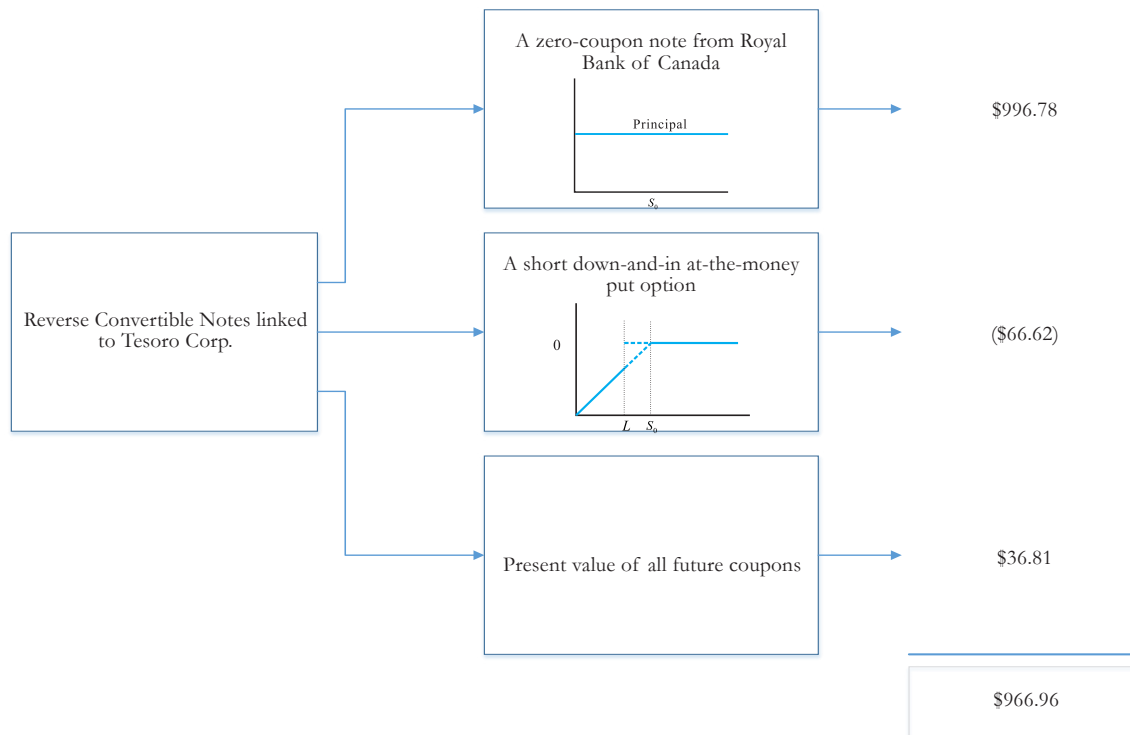 A zero-coupon note from Royal
Bank of Canada
Principal
S₀
$996.78
Reverse Convertible Notes linked
to Tesoro Corp.
A short down-and-in at-the-money
put option
0
L
S₀
($66.62)
Present value of all future coupons
$36.81
$966.96